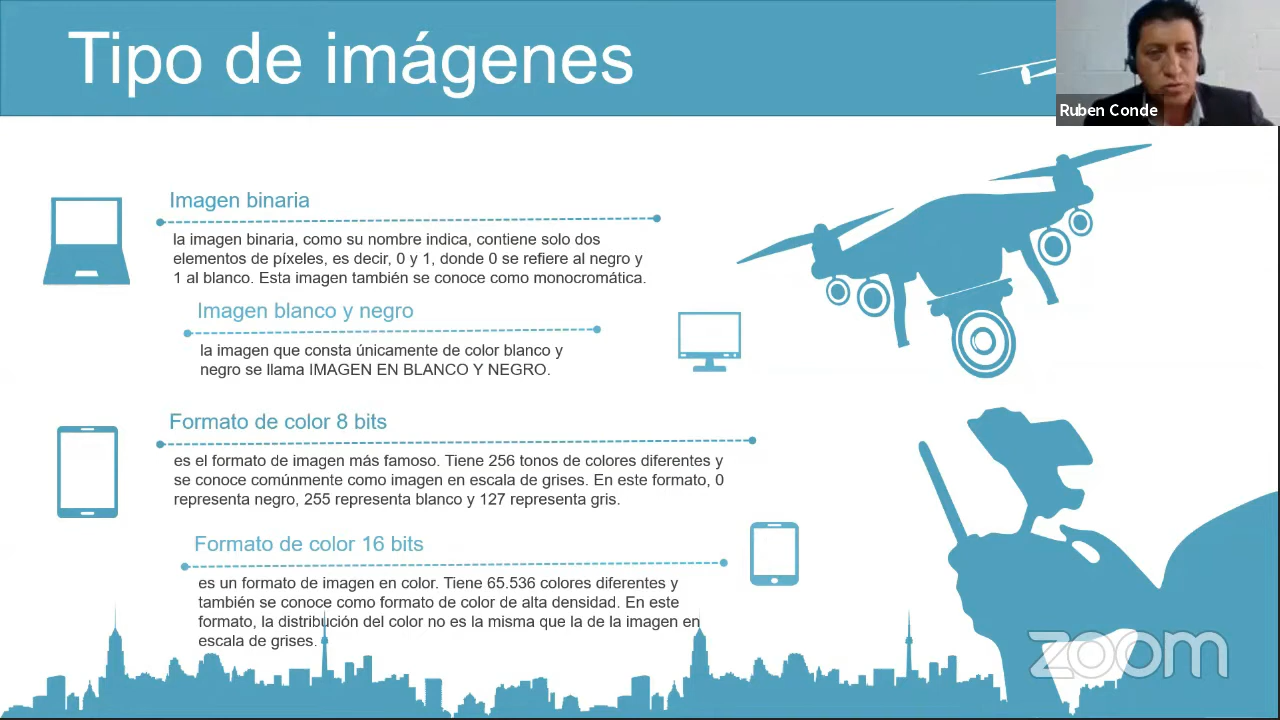 Tipo de imágenes
Ruben Conde
Imagen binaria
la imagen binaria, como su nombre indica, contiene solo dos
elementos de píxeles, es decir, 0 y 1, donde 0 se refiere al negro y
1 al blanco. Esta imagen también se conoce como monocromática.
Imagen blanco y negro
la imagen que consta únicamente de color blanco y
negro se llama IMAGEN EN BLANCO Y NEGRO.
Formato de color 8 bits
es el formato de imagen más famoso. Tiene 256 tonos de colores diferentes y
se conoce comúnmente como imagen en escala de grises. En este formato, 0
representa negro, 255 representa blanco y 127 representa gris.
Formato de color 16 bits
es un formato de imagen en color. Tiene 65.536 colores diferentes y
también se conoce como formato de color de alta densidad. En este
formato, la distribución del color no es la misma que la de la imagen en
escala de grises.
zoom